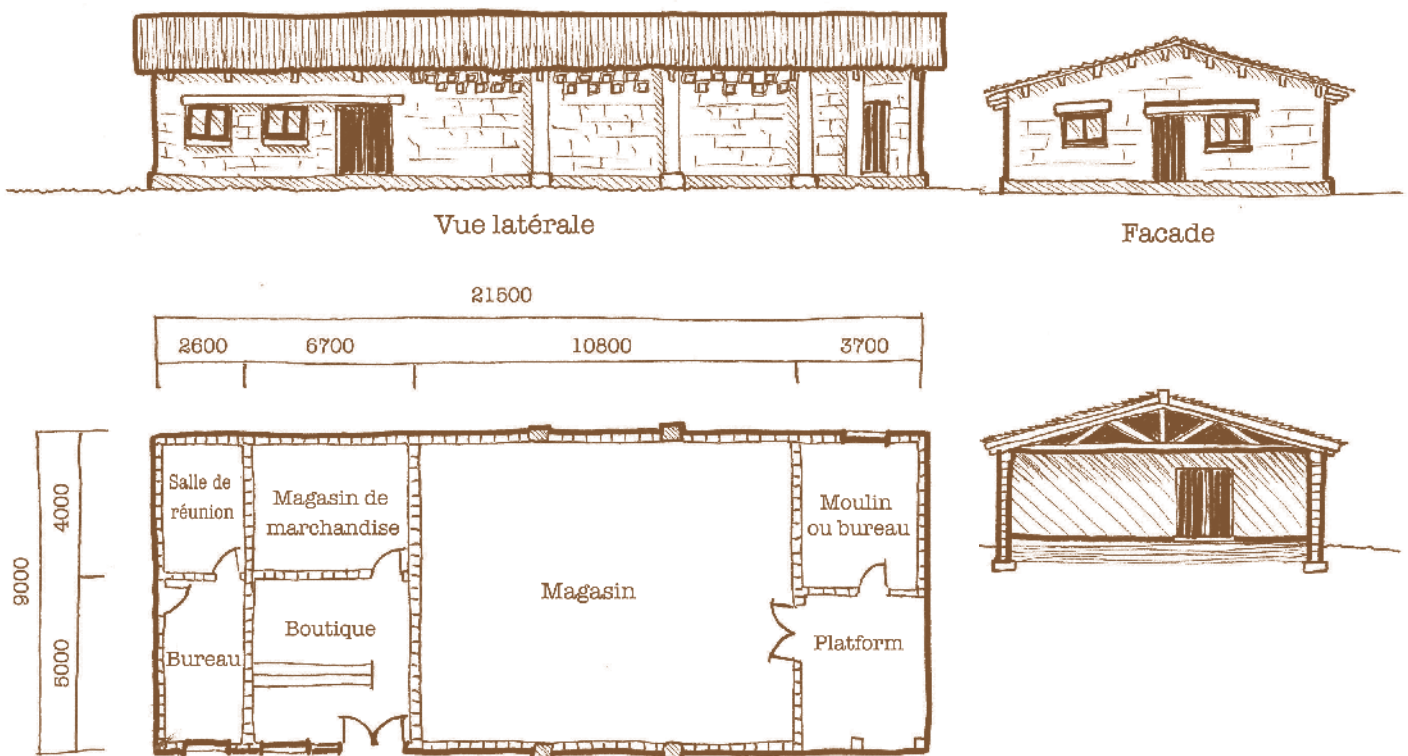 Vue latérale
Facade
21500
2600 6700 10800 3700
9000
4000
5000
Salle de
réunion
Magasin de
marchandise
Magasin
Moulin
ou bureau
Bureau
Boutique
Platform